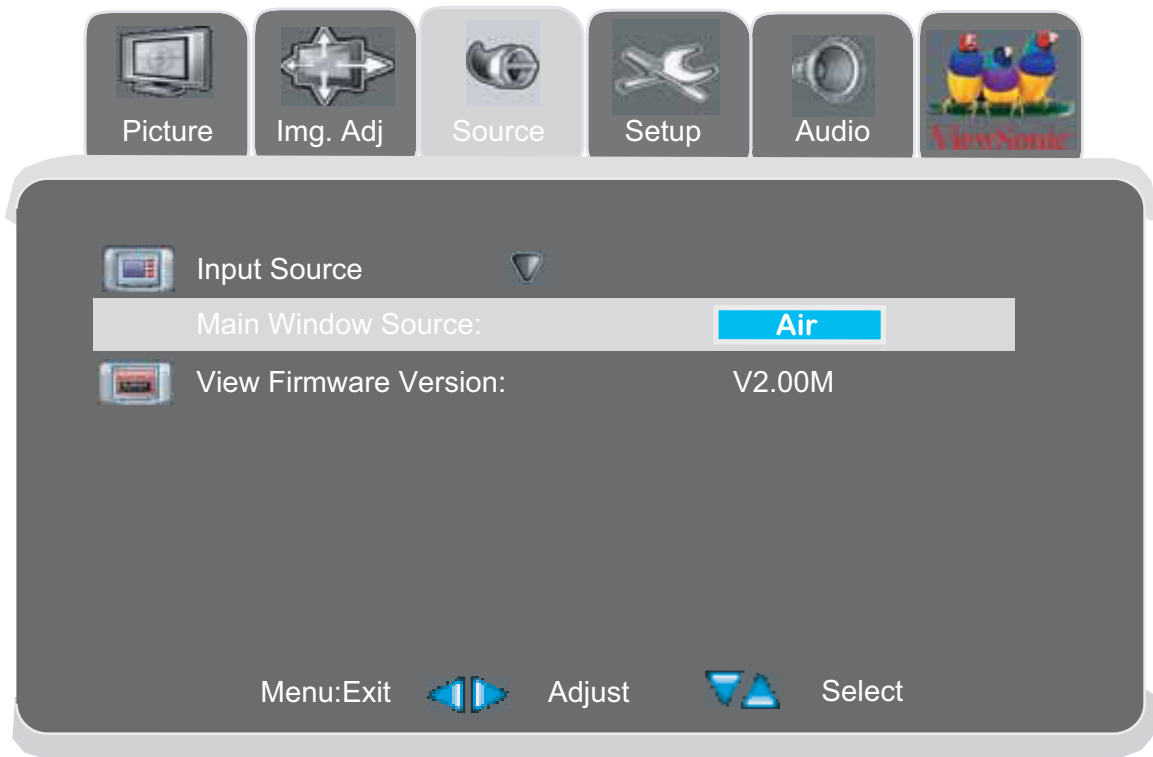 Picture
Img. Adj
Source
Setup
Audio
ViewSonic
Input Source
Main Window Source: Air
View Firmware Version: V2.00M
Menu:Exit Adjust Select